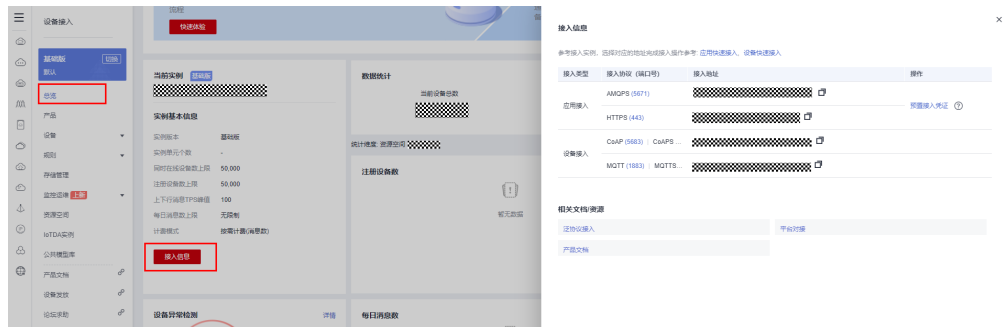 设备接入
基础版
切换
默认
总览
产品
设备
规则
存储管理
监控运维 上新
资源空间
IoTDA实例
公共模型库
产品文档
设备发放
论坛求助
流程
快速体验
当前实例 基础版
实例基本信息
实例版本 基础版
实例单元个数 -
同时在线设备数上限 50,000
注册设备数上限 50,000
上下行消息TPS峰值 100
每日消息数上限 无限制
计费模式 按需计费(消息数)
接入信息
设备异常检测 详情
数据统计
当前设备总数
统计维度: 资源空间:
注册设备数
暂无数据
每日消息数
接入信息
参考接入实例、选择对应的地址完成接入操作参考: 应用快速接入、设备快速接入
接入类型 接入协议 (端口号) 接入地址 操作
应用接入
AMQPS (5671)
HTTPS (443)
预置接入凭证
设备接入
CoAP (5683) | CoAPS ...
MQTT (1883) | MQTTS...
相关文档/资源
泛协议接入 平台对接
产品文档